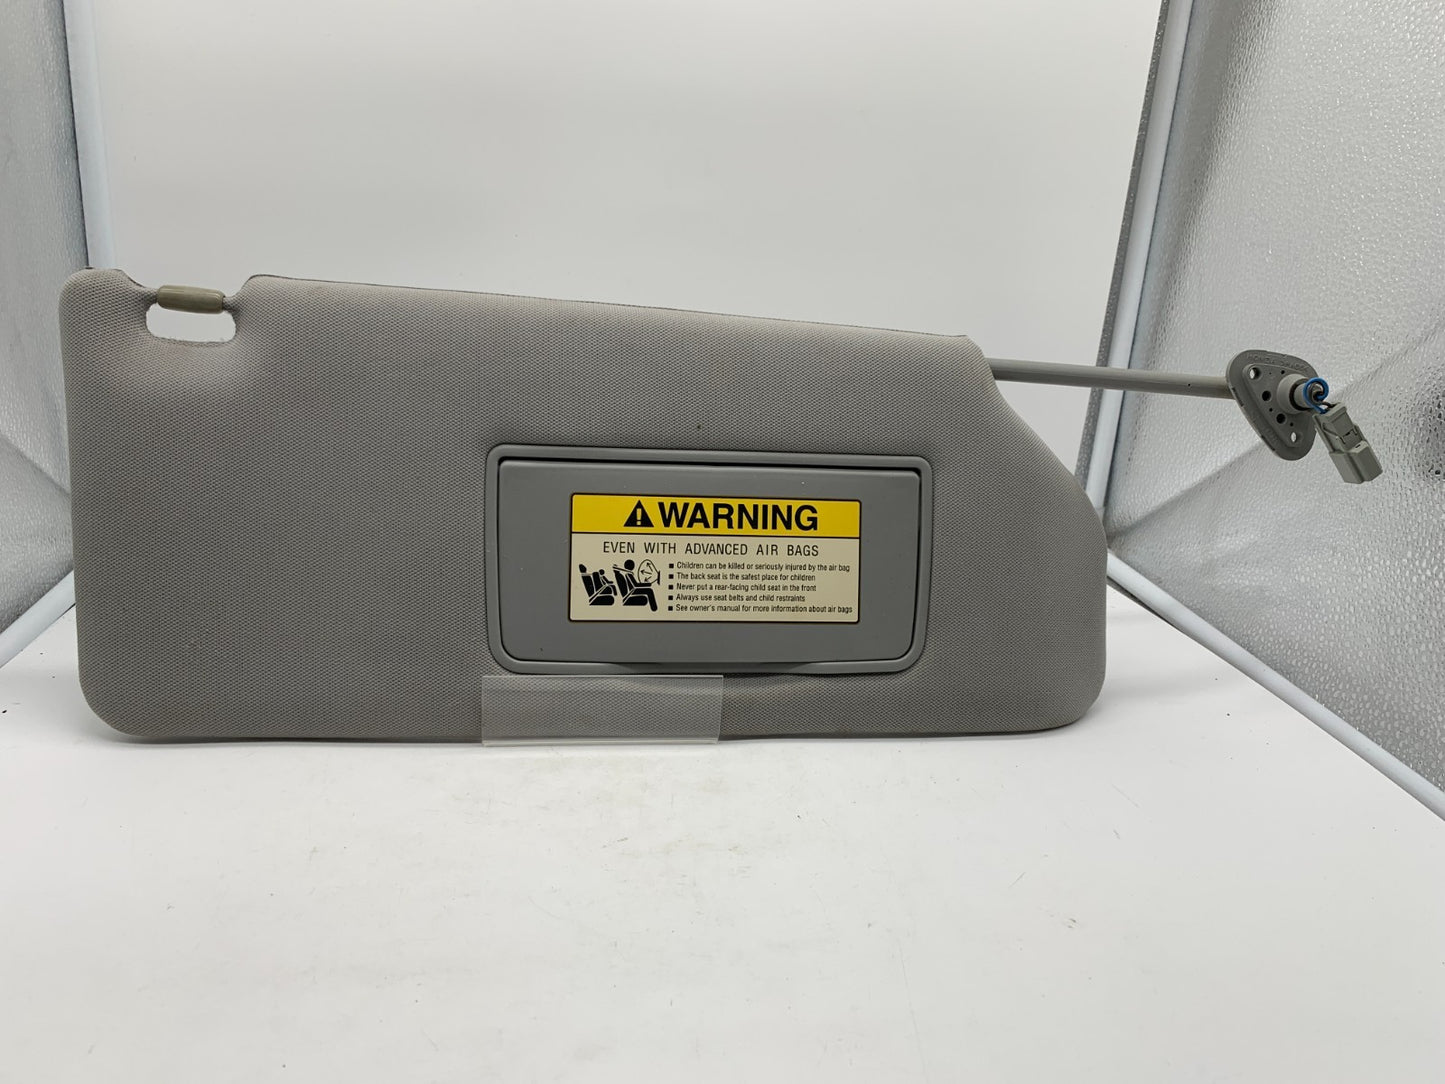 WARNING
EVEN WITH ADVANCED AIR BAGS
■ Children can be killed or seriously injured by the air bag
■ The back seat is the safest place for children
■ Never put a rear-facing child seat in the front
■ Always use seat belts and child restraints
■ See owner's manual for more information about air bags